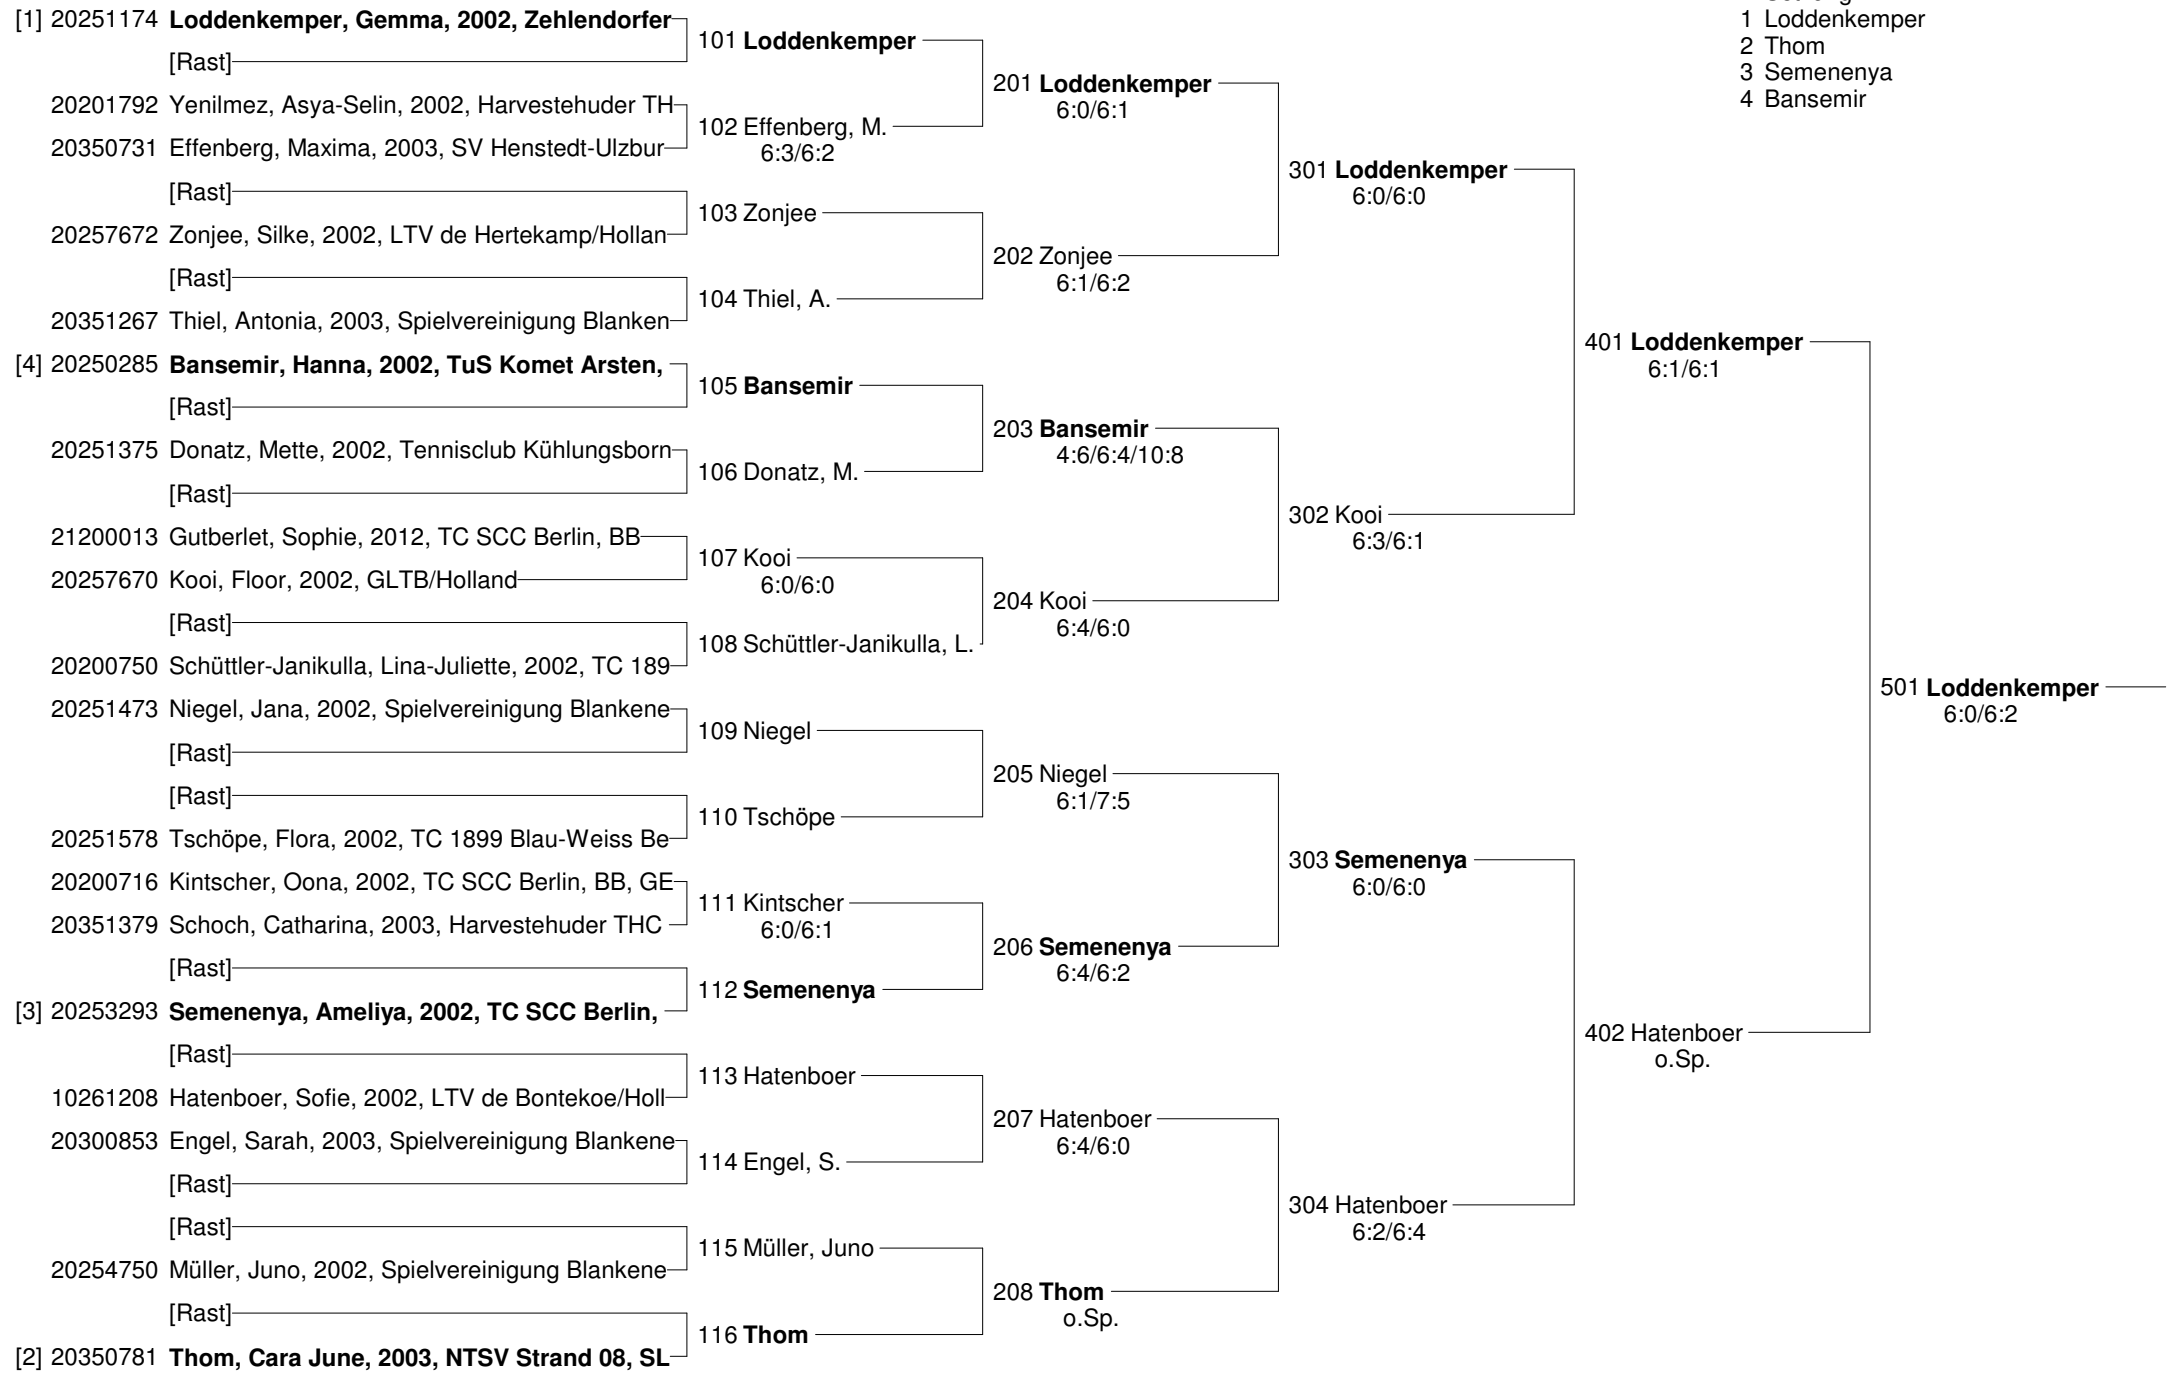 [1] 20251174 Loddenkemper, Gemma, 2002, Zehlendorfer
[Rast]
20201792 Yenilmez, Asya-Selin, 2002, Harvestehuder TH
20350731 Effenberg, Maxima, 2003, SV Henstedt-Ulzbur
[Rast]
20257672 Zonjee, Silke, 2002, LTV de Hertekamp/Hollan
[Rast]
20351267 Thiel, Antonia, 2003, Spielvereinigung Blanken
[4] 20250285 Bansemir, Hanna, 2002, TuS Komet Arsten,
[Rast]
20251375 Donatz, Mette, 2002, Tennisclub Kühlungsborn
[Rast]
21200013 Gutberlet, Sophie, 2012, TC SCC Berlin, BB
20257670 Kooi, Floor, 2002, GLTB/Holland
[Rast]
20200750 Schüttler-Janikulla, Lina-Juliette, 2002, TC 189
20251473 Niegel, Jana, 2002, Spielvereinigung Blankene
[Rast]
[Rast]
20251578 Tschöpe, Flora, 2002, TC 1899 Blau-Weiss Be
20200716 Kintscher, Oona, 2002, TC SCC Berlin, BB, GE
20351379 Schoch, Catharina, 2003, Harvestehuder THC
[Rast]
[3] 20253293 Semenenya, Ameliya, 2002, TC SCC Berlin,
[Rast]
10261208 Hatenboer, Sofie, 2002, LTV de Bontekoe/Holl
20300853 Engel, Sarah, 2003, Spielvereinigung Blankene
[Rast]
[Rast]
20254750 Müller, Juno, 2002, Spielvereinigung Blankene
[Rast]
[2] 20350781 Thom, Cara June, 2003, NTSV Strand 08, SL
101 Loddenkemper
102 Effenberg, M.
6:3/6:2
103 Zonjee
104 Thiel, A.
105 Bansemir
106 Donatz, M.
107 Kooi
6:0/6:0
108 Schüttler-Janikulla, L.
109 Niegel
110 Tschöpe
111 Kintscher
6:0/6:1
112 Semenenya
113 Hatenboer
114 Engel, S.
115 Müller, Juno
116 Thom
201 Loddenkemper
6:0/6:1
202 Zonjee
6:1/6:2
203 Bansemir
4:6/6:4/10:8
204 Kooi
6:4/6:0
205 Niegel
6:1/7:5
206 Semenenya
6:4/6:2
207 Hatenboer
6:4/6:0
208 Thom
o.Sp.
301 Loddenkemper
6:0/6:0
302 Kooi
6:3/6:1
303 Semenenya
6:0/6:0
304 Hatenboer
6:2/6:4
401 Loddenkemper
6:1/6:1
402 Hatenboer
o.Sp.
501 Loddenkemper
6:0/6:2
1 Loddenkemper
2 Thom
3 Semenenya
4 Bansemir